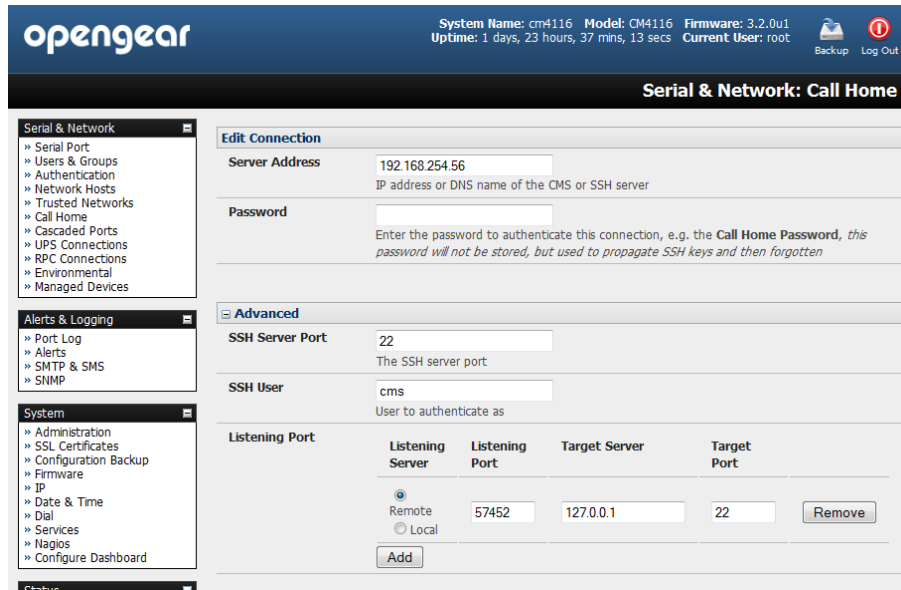 opengear
System Name: cm4116 Model: CM4116 Firmware: 3.2.0u1
Uptime: 1 days, 23 hours, 37 mins, 13 secs Current User: root
Backup
Log Out
Serial & Network: Call Home
Serial & Network
» Serial Port
» Users & Groups
» Authentication
» Network Hosts
» Trusted Networks
» Call Home
» Cascaded Ports
» UPS Connections
» RPC Connections
» Environmental
» Managed Devices
Alerts & Logging
» Port Log
» Alerts
» SMTP & SMS
» SNMP
System
» Administration
» SSL Certificates
» Configuration Backup
» Firmware
» IP
» Date & Time
» Dial
» Services
» Nagios
» Configure Dashboard
Status
Edit Connection
Server Address
192.168.254.56
IP address or DNS name of the CMS or SSH server
Password
Enter the password to authenticate this connection, e.g. the Call Home Password, this
password will not be stored, but used to propagate SSH keys and then forgotten
Advanced
SSH Server Port
22
The SSH server port
SSH User
cms
User to authenticate as
Listening Port
Listening Server
Listening Port
Target Server
Target Port
Remote
Local
57452
127.0.0.1
22
Remove
Add